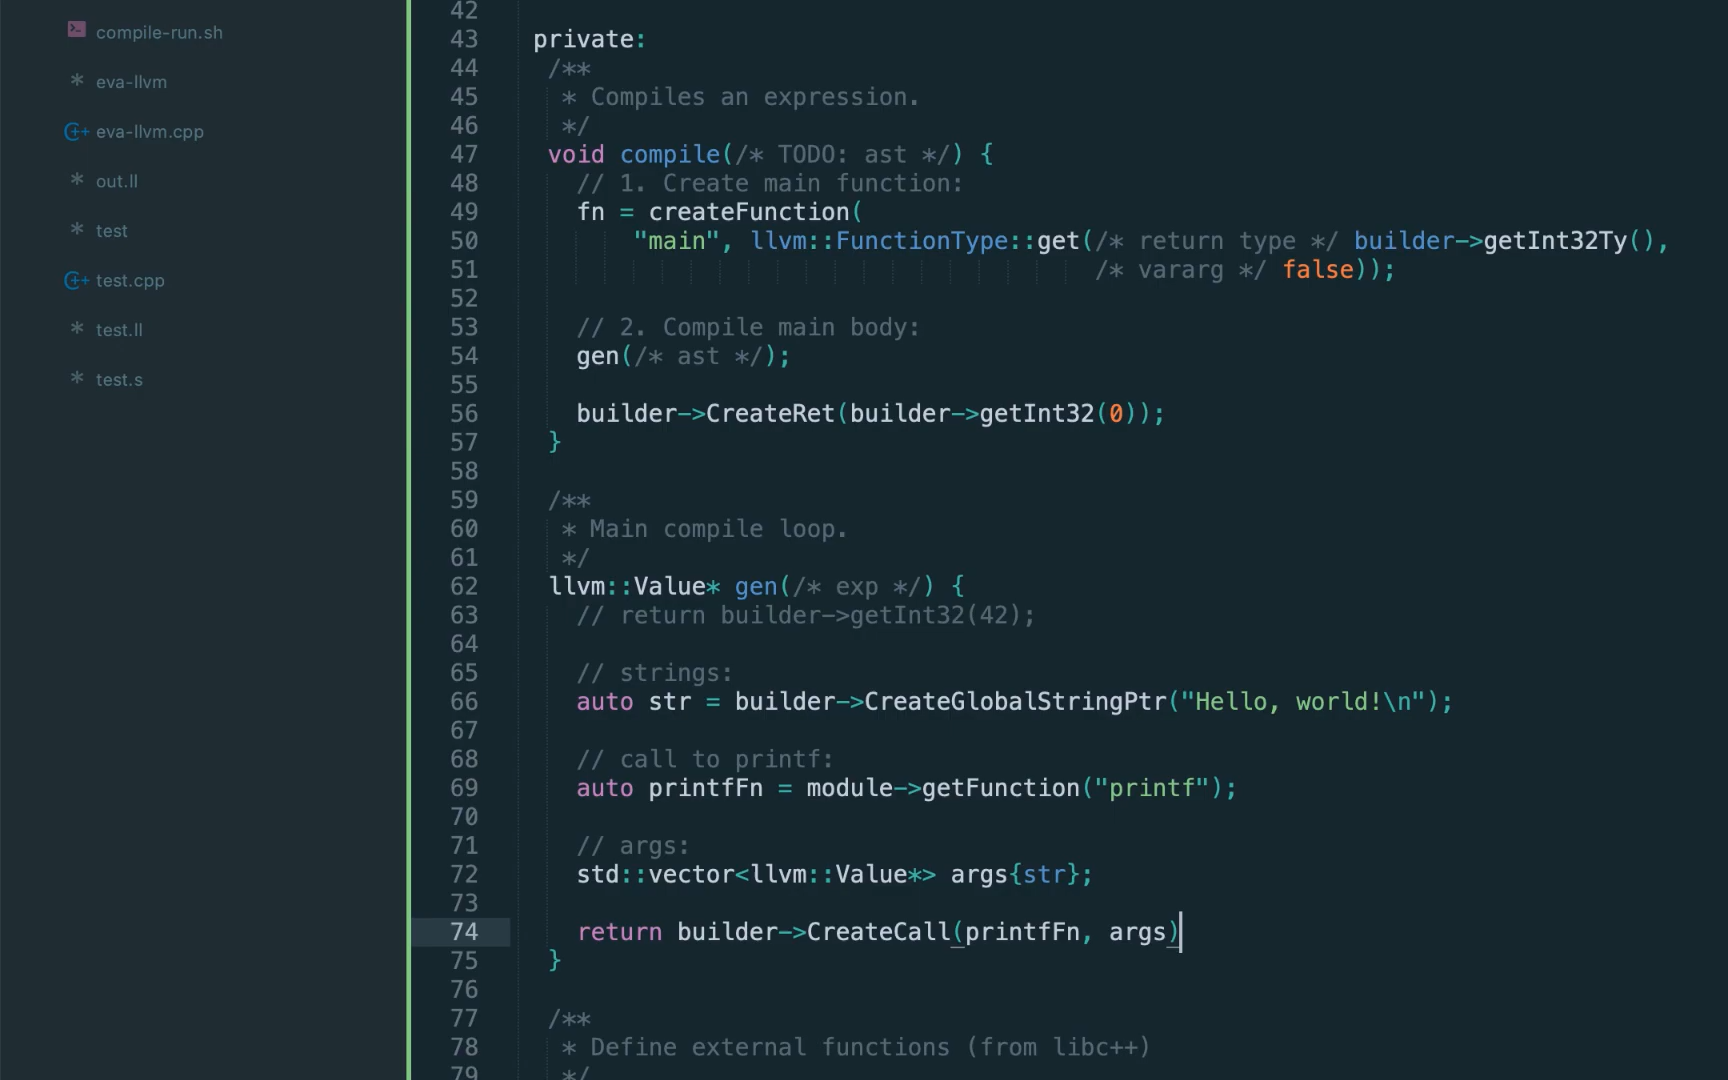 compile-run.sh
* eva-llvm
C++ eva-llvm.cpp
* out.ll
* test
C++ test.cpp
* test.ll
* test.s
42
43 private:
44 /**
45 * Compiles an expression.
46 */
47 void compile(/* TODO: ast */) {
48 // 1. Create main function:
49 fn = createFunction(
50 "main", llvm::FunctionType::get(/* return type */ builder->getInt32Ty(),
51 /* vararg */ false));
52
53 // 2. Compile main body:
54 gen(/* ast */);
55
56 builder->CreateRet(builder->getInt32(0));
57 }
58
59 /**
60 * Main compile loop.
61 */
62 llvm::Value* gen(/* exp */) {
63 // return builder->getInt32(42);
64
65 // strings:
66 auto str = builder->CreateGlobalStringPtr("Hello, world!\n");
67
68 // call to printf:
69 auto printfFn = module->getFunction("printf");
70
71 // args:
72 std::vector<llvm::Value*> args{str};
73
74 return builder->CreateCall(printfFn, args)
75 }
76
77 /**
78 * Define external functions (from libc++)
79 */